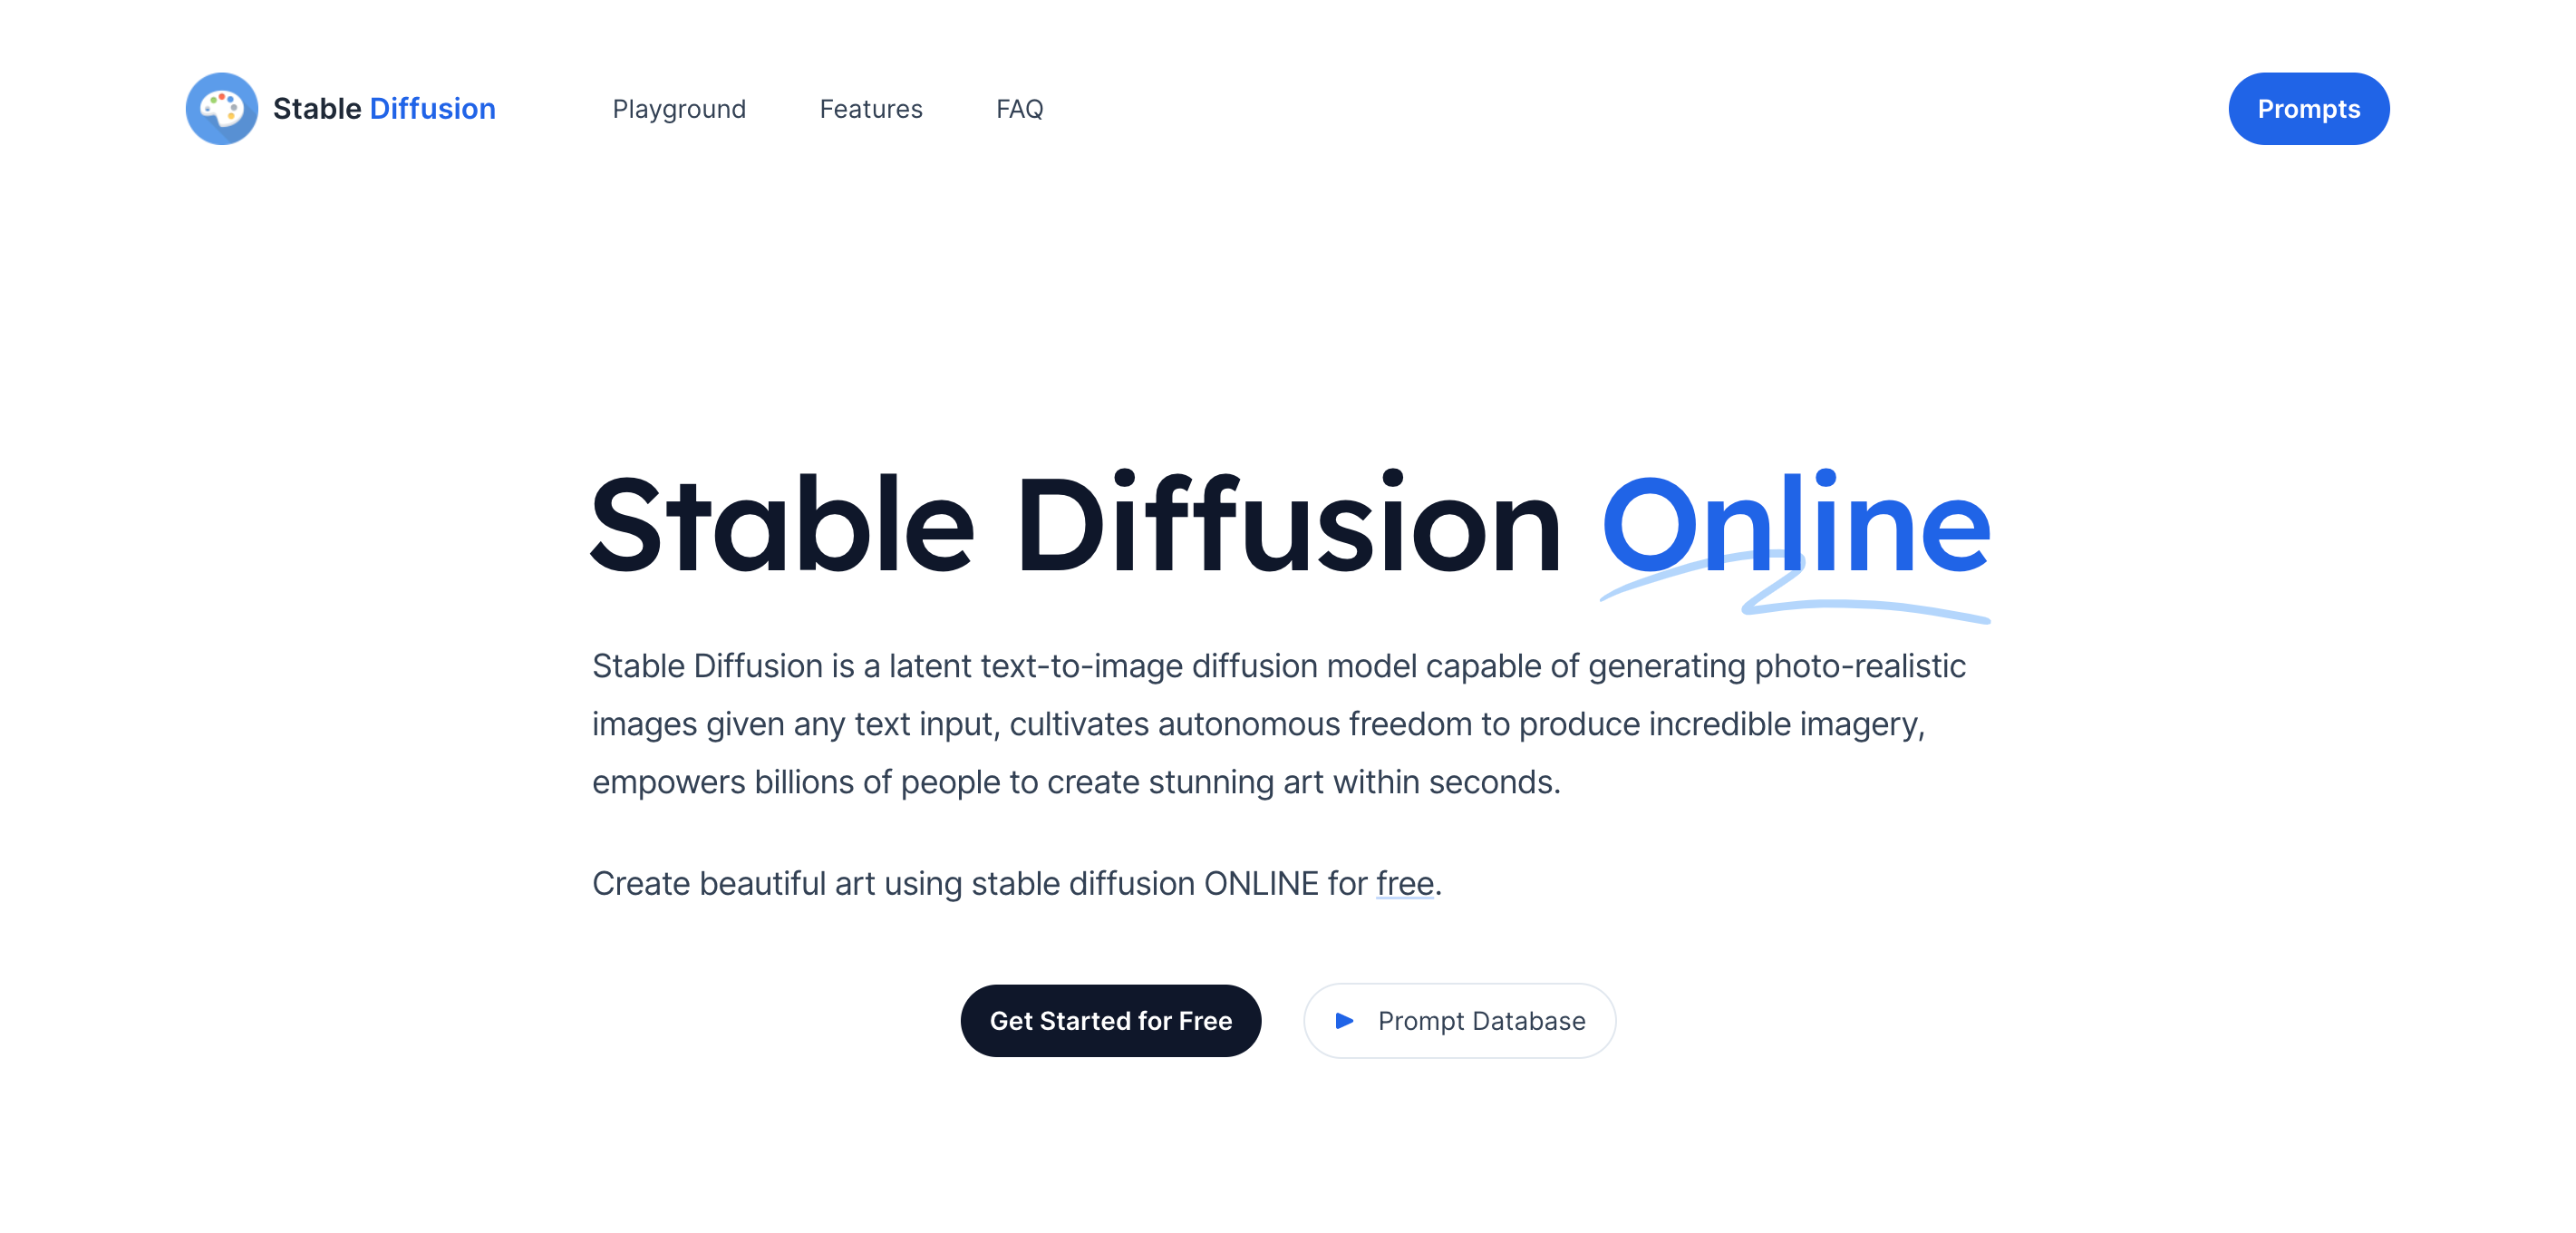 Stable Diffusion
Playground
Features
FAQ
Prompts
Stable Diffusion Online
Stable Diffusion is a latent text-to-image diffusion model capable of generating photo-realistic
images given any text input, cultivates autonomous freedom to produce incredible imagery,
empowers billions of people to create stunning art within seconds.
Create beautiful art using stable diffusion ONLINE for free.
Get Started for Free
Prompt Database